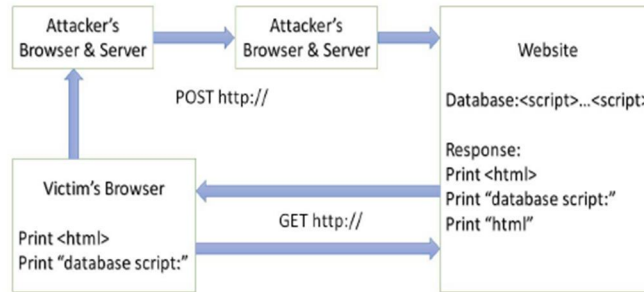 Attacker's
Browser & Server
Attacker's
Browser & Server
POST http://
Website
Database:<script>...<script>
Response:
Print <html>
Print "database script:"
Print "html"
Victim's Browser
Print <html>
Print "database script:"
GET http://